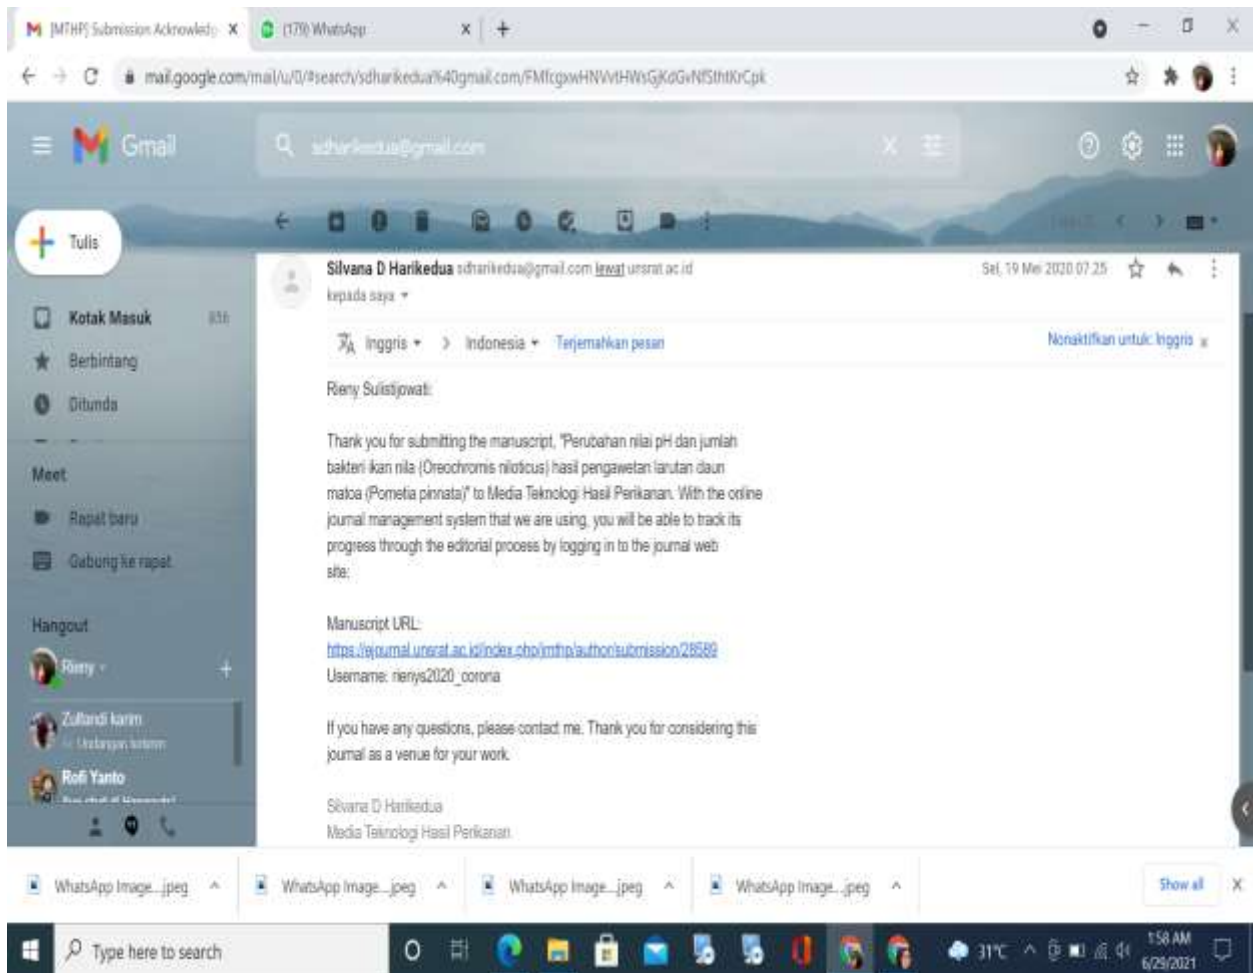 [MTHP] Submission Acknowledg
(179) WhatsApp
mail.google.com/mail/u/0/#search/sdharikedua%40gmail.com/
Gmail
sdharikedua@gmail.com
Tulis
Silvana D Harikedua sdharikedua@gmail.com lewat unsrat.ac.id
Sel, 19 Mei 2020 07.25
kepada saya
Kotak Masuk
Inggris > Indonesia Terjemahkan pesan
Nonaktifkan untuk: Inggris x
Berbintang
Ditunda
Rieny Sulistijowati:
Thank you for submitting the manuscript, "Perubahan nilai pH dan jumlah
bakteri ikan nila (Oreochromis niloticus) hasil pengawetan larutan daun
matoa (Pometia pinnata)" to Media Teknologi Hasil Perikanan. With the online
journal management system that we are using, you will be able to track its
progress through the editorial process by logging in to the journal web
site:
Meet
Rapat baru
Gabung ke rapat
Manuscript URL:
https://ejournal.unsrat.ac.id/index.php/jmthp/author/submission/28589
Username: rienys2020_corona
Hangout
Rieny
Zullandi karim
Undangan
If you have any questions, please contact me. Thank you for considering this
journal as a venue for your work.
Rofi Yanto
Silvana D Harikedua
Media Teknologi Hasil Perikanan
WhatsApp Image...jpeg
WhatsApp Image...jpeg
WhatsApp Image...jpeg
WhatsApp Image...jpeg
Show all
Type here to search
31°C
1:58 AM
6/29/2021